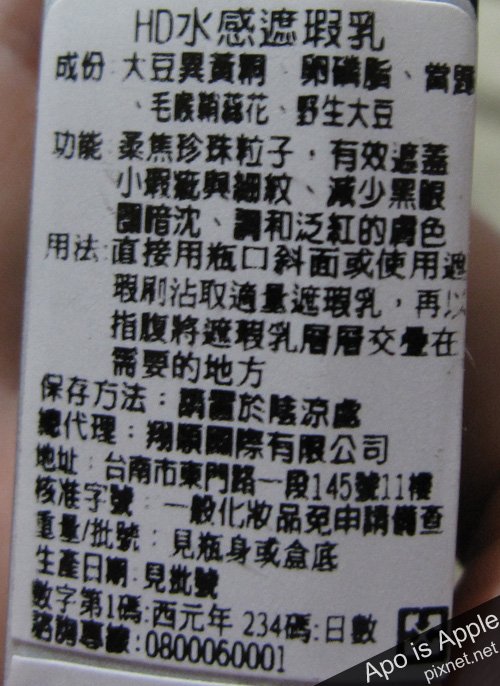 HD水感遮瑕乳
成份:大豆異黃酮、卵磷脂、當
、毛喉鞘蕊花、野生大豆
功能:柔焦珍珠粒子,有效遮蓋
小瑕疵與細紋、減少黑眼
圈暗沈、調和泛紅的膚色
用法:直接用瓶口斜面或使用遮
瑕刷沾取適量遮瑕乳,再以
指腹將遮瑕乳層層交疊在
需要的地方
保存方法:請置於陰涼處
總代理:翔順國際有限公司
地址:台南市東門路一段145號11樓
核准字號:一般化妝品免申請備查
重量/批號:見瓶身或盒底
生產日期:見批號
數字第1碼:西元年 234碼:日數
諮詢專線:0800060001
Apo is Apple
pixnet.net